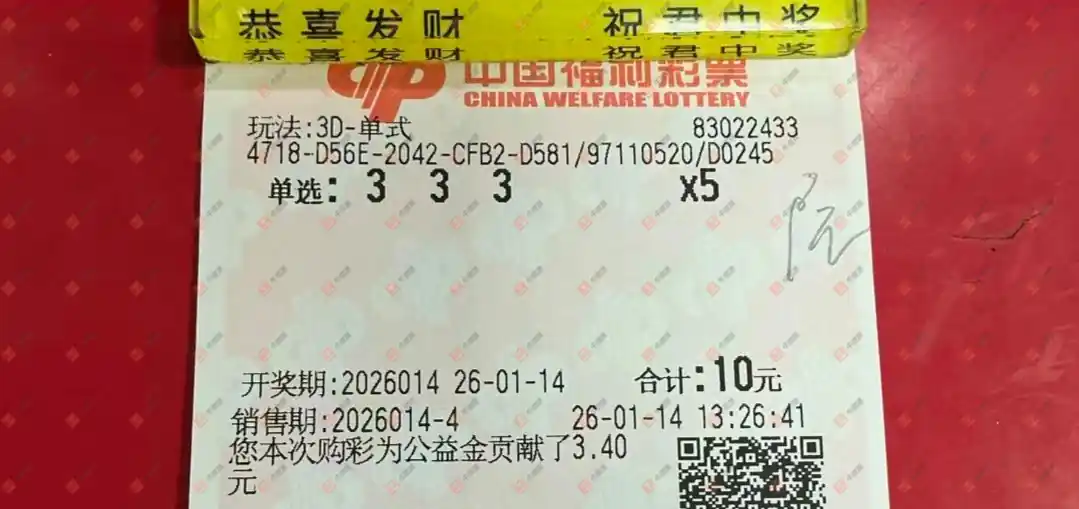 恭喜发财 祝君中奖
恭喜发财 祝君中奖
中国福利彩票
CHINA WELFARE LOTTERY
玩法:3D-单式 83022433
4718-D56E-2042-CFB2-D581/97110520/D0245
单选: 3 3 3 x5
开奖期:2026014 26-01-14 合计:10元
销售期:2026014-4 26-01-14 13:26:41
您本次购彩为公益金贡献了3.40
元